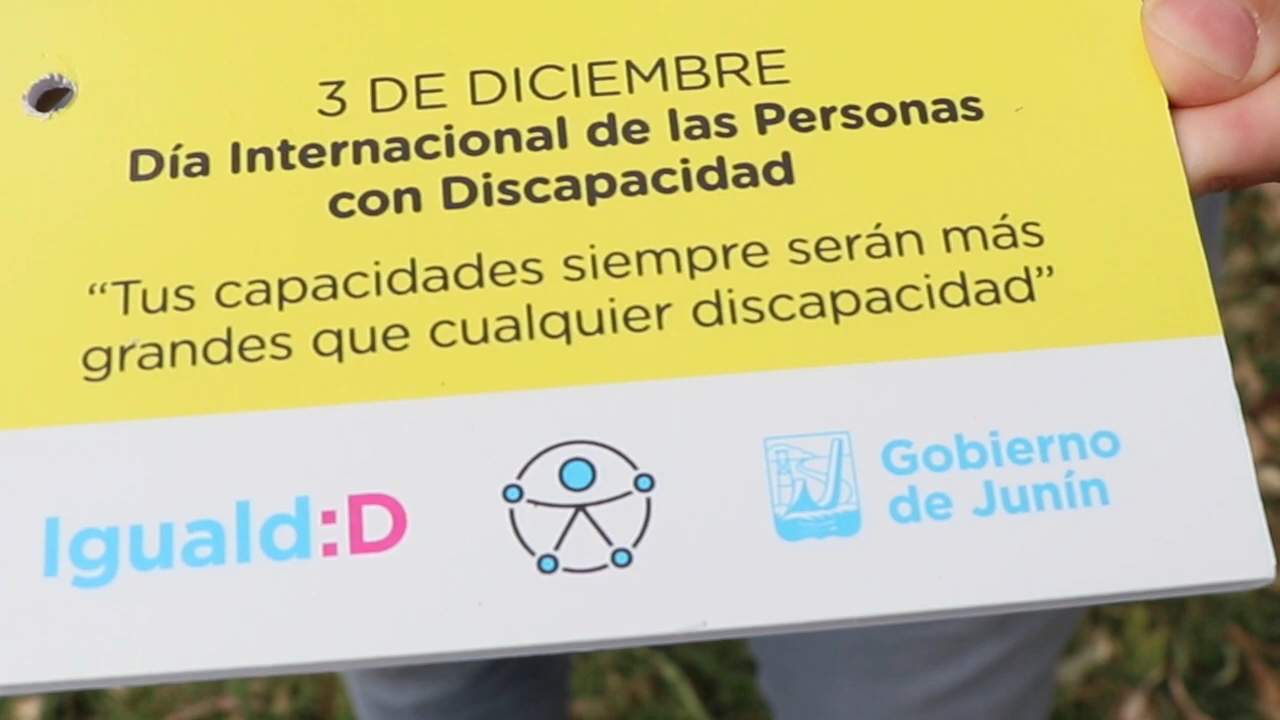 3 DE DICIEMBRE
Día Internacional de las Personas
con Discapacidad
“Tus capacidades siempre serán más
grandes que cualquier discapacidad”
Iguald:D
Gobierno
de Junín